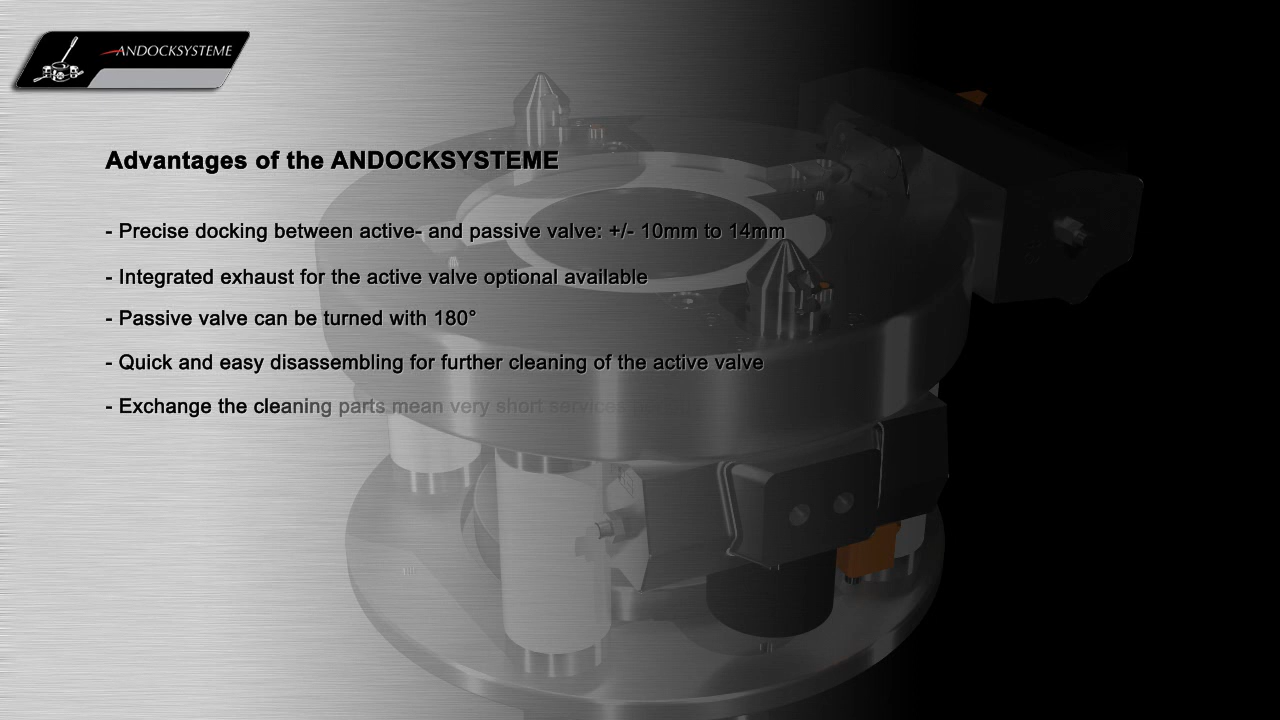 ANDOCKSYSTEME
Advantages of the ANDOCKSYSTEME
- Precise docking between active- and passive valve: +/- 10mm to 14mm
- Integrated exhaust for the active valve optional available
- Passive valve can be turned with 180°
- Quick and easy disassembling for further cleaning of the active valve
- Exchange the cleaning parts mean very short service